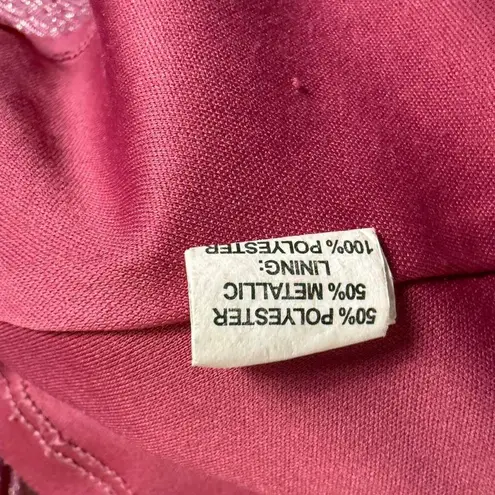 50% POLYESTER
50% METALLIC
LINING:
100% POLYESTER